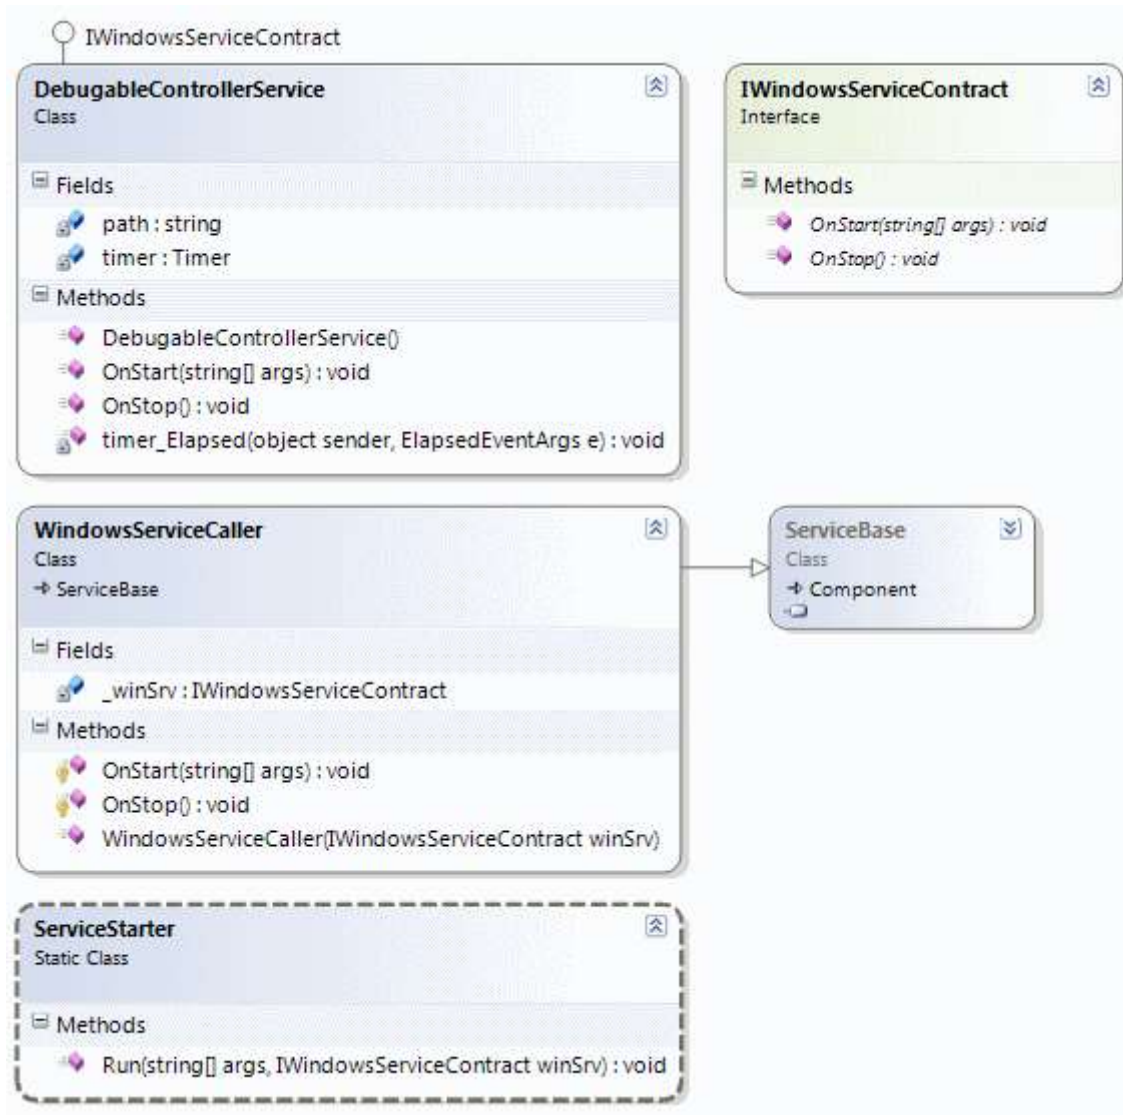 IWindowsServiceContract
DebugableControllerService
Class
Fields
path : string
timer : Timer
Methods
DebugableControllerService()
OnStart(string[] args) : void
OnStop() : void
timer_Elapsed(object sender, ElapsedEventArgs e) : void
IWindowsServiceContract
Interface
Methods
OnStart(string[] args) : void
OnStop() : void
WindowsServiceCaller
Class
ServiceBase
Fields
_winSrv : IWindowsServiceContract
Methods
OnStart(string[] args) : void
OnStop() : void
WindowsServiceCaller(IWindowsServiceContract winSrv)
ServiceBase
Class
Component
ServiceStarter
Static Class
Methods
Run(string[] args, IWindowsServiceContract winSrv) : void